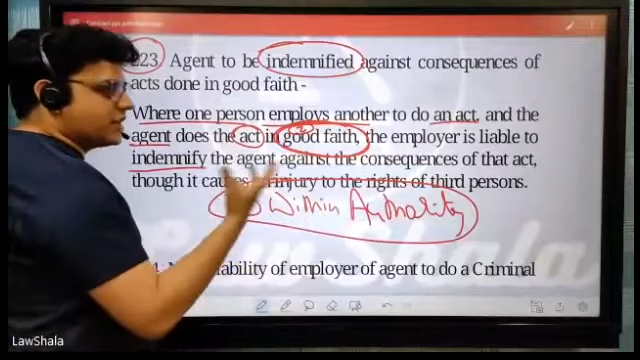 223 Agent to be indemnified against consequences of
acts done in good faith -
Where one person employs another to do an act, and the
agent does the act in good faith, the employer is liable to
indemnify the agent against the consequences of that act,
though it causes an injury to the rights of third persons.
Within Authority
liability of employer of agent to do a Criminal
LawShala